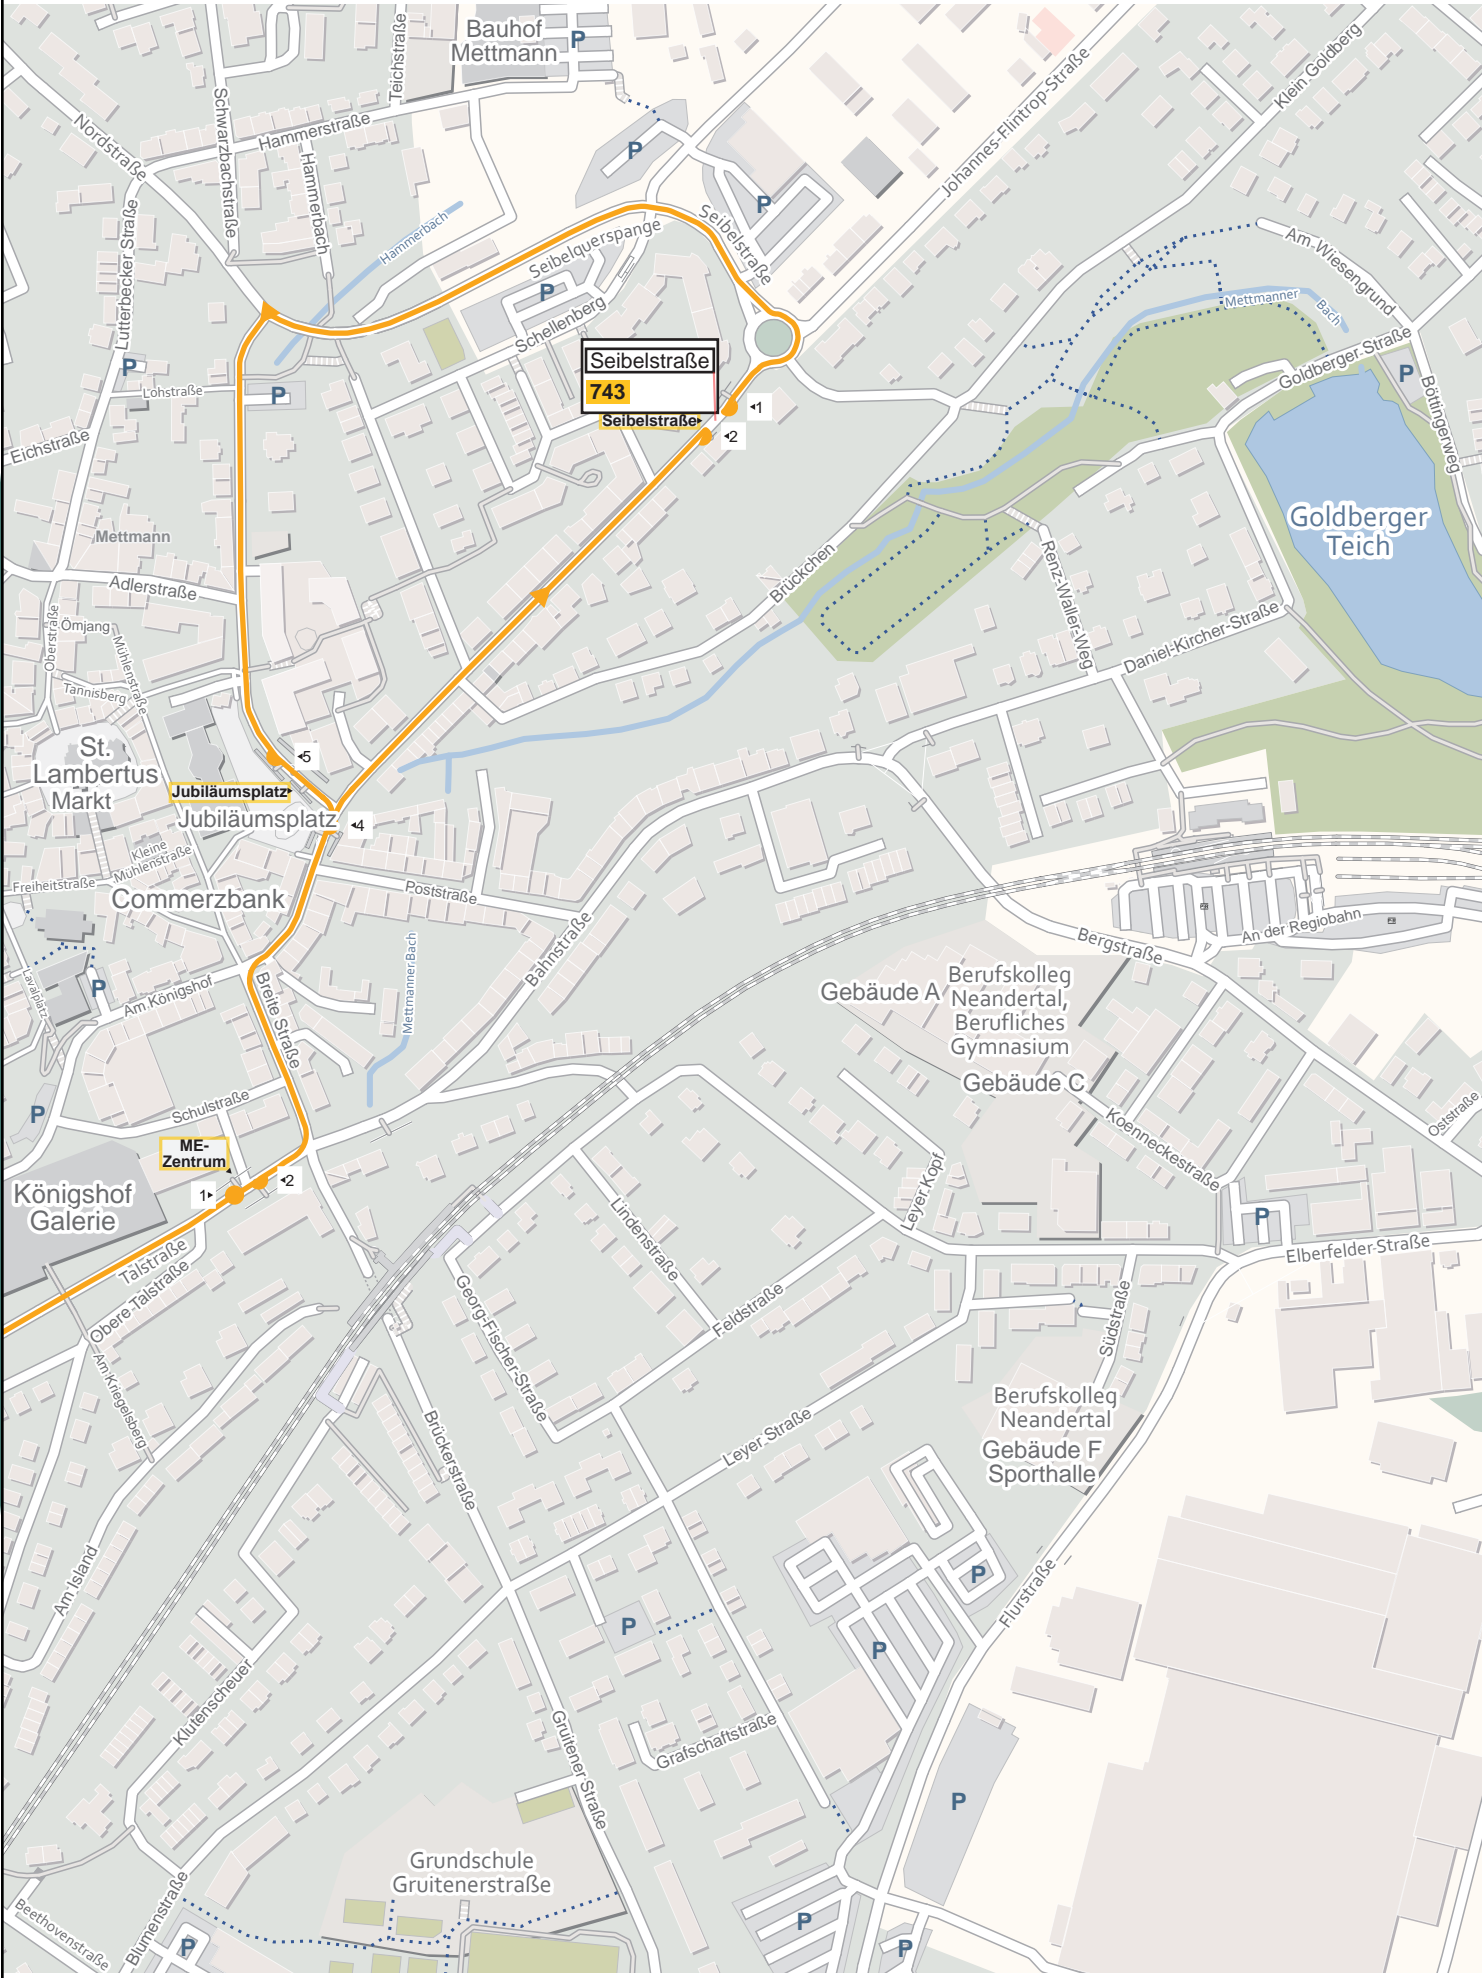 Bauhof
Mettmann
P
Teichstraße
Schwarzbachstraße
Nordstraße
Hammerstraße
Hammerbach
Hammerbach
Lutterbecker Straße
P
P
Johannes-Flintrop-Straße
Klein Goldberg
Seibelstraße
Seibelquerspange
P
Schellenberg
Am Wiesengrund
Mettmanner
Bach
Goldberger Straße
P
Böttingerweg
P
Lohstraße
P
Seibelstraße
743
Seibelstraße
1
2
Eichstraße
Goldberger
Teich
Mettmann
Adlerstraße
Brückchen
Renz-Waller-Weg
Daniel-Kircher-Straße
Oberstraße
Ömjang
Mühlenstraße
Tannisberg
St.
Lambertus
Markt
5
Jubiläumsplatz
Jubiläumsplatz
4
Kleine
Mühlenstraße
Freiheitstraße
Commerzbank
Poststraße
Bahnstraße
Mettmanner Bach
Lavalplatz
P
Am Königshof
Breite Straße
Bergstraße
An der Regiobahn
Gebäude A
Berufskolleg
Neandertal,
Berufliches
Gymnasium
Gebäude C
Koenneckestraße
Oststraße
P
Schulstraße
ME-
Zentrum
1
2
Königshof
Galerie
Talstraße
Obere Talstraße
Am Kriegelsberg
Leyer Kopf
Lindenstraße
P
Elberfelder Straße
Georg-Fischer-Straße
Feldstraße
Südstraße
Berufskolleg
Neandertal
Gebäude F
Sporthalle
Brückerstraße
Leyer Straße
Am Island
P
Flurstraße
P
P
Klutenscheuer
Gruitener Straße
Grafschaftstraße
P
Grundschule
Gruitenerstraße
Beethovenstraße
Blumenstraße
P
P
P